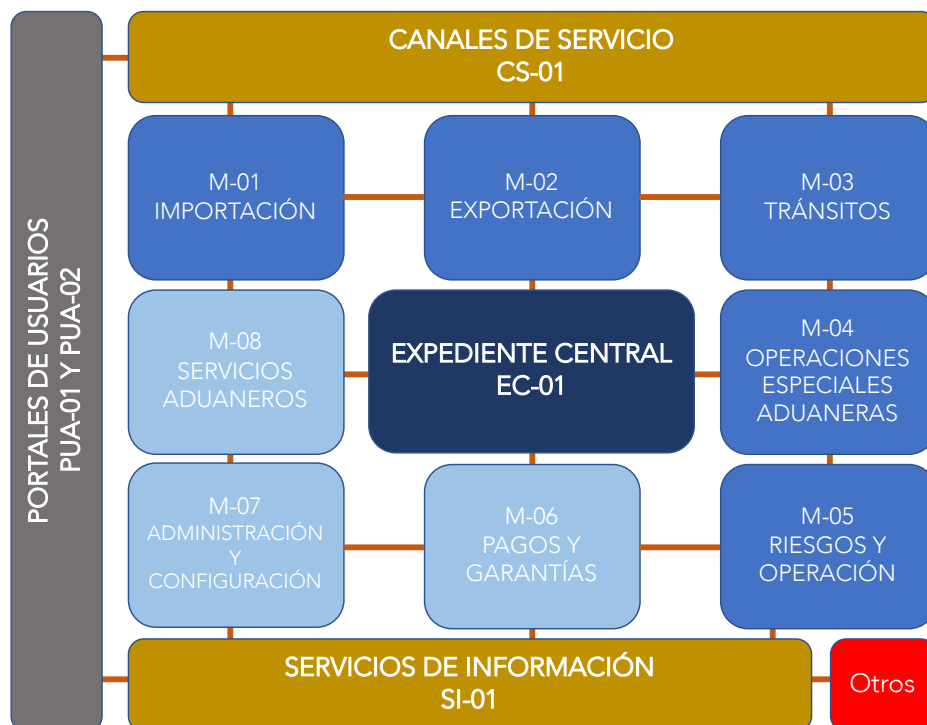 PORTALES DE USUARIOS
PUA-01 Y PUA-02
CANALES DE SERVICIO
CS-01
M-01
IMPORTACIÓN
M-02
EXPORTACIÓN
M-03
TRÁNSITOS
M-08
SERVICIOS
ADUANEROS
EXPEDIENTE CENTRAL
EC-01
M-04
OPERACIONES
ESPECIALES
ADUANERAS
M-07
ADMINISTRACIÓN
Y
CONFIGURACIÓN
M-06
PAGOS Y
GARANTÍAS
M-05
RIESGOS Y
OPERACIÓN
SERVICIOS DE INFORMACIÓN
SI-01
Otros